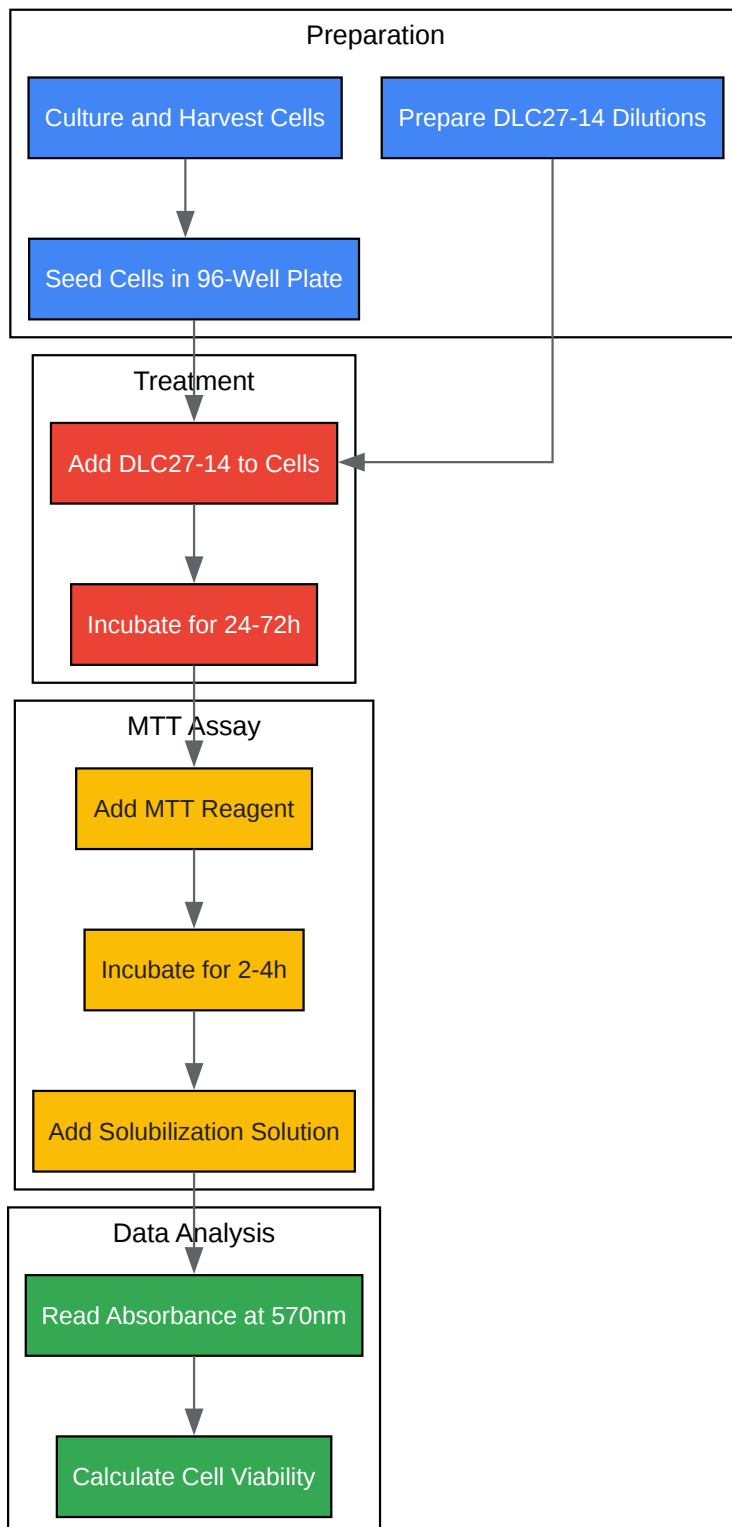 Preparation
Culture and Harvest Cells
Prepare DLC27-14 Dilutions
Seed Cells in 96-Well Plate
Treatment
Add DLC27-14 to Cells
Incubate for 24-72h
MTT Assay
Add MTT Reagent
Incubate for 2-4h
Add Solubilization Solution
Data Analysis
Read Absorbance at 570nm
Calculate Cell Viability